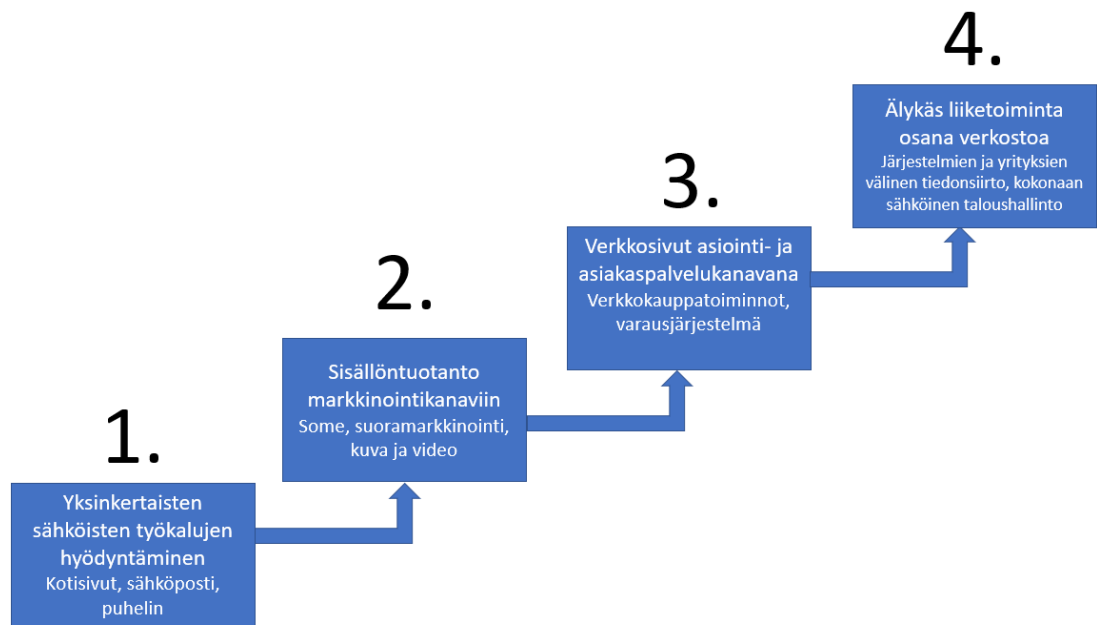 1.
Yksinkertaisten
sähköisten työkalujen
hyödyntäminen
Kotisivut, sähköposti,
puhelin
2.
Sisällöntuotanto
markkinointikanaviin
Some, suoramarkkinointi,
kuva ja video
3.
Verkkosivut asiointi- ja
asiakaspalvelukanavana
Verkkokauppatoiminnot,
varausjärjestelmä
4.
Älykäs liiketoiminta
osana verkostoa
Järjestelmien ja yrityksien
välinen tiedonsiirto, kokonaan
sähköinen taloushallinto